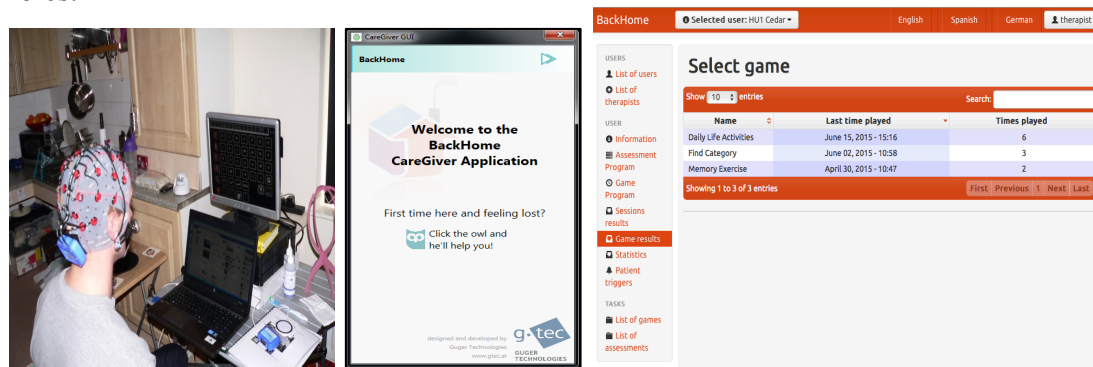 CareGiver GUI
BackHome
Welcome to the
BackHome
CareGiver Application
First time here and feeling lost?
Click the owl and
he'll help you!
designed and developed by
Guger Technologies
www.gtec.at
g.tec
GUGER
TECHNOLOGIES
BackHome
Selected user: HU1 Cedar
English
Spanish
German
therapist
USERS
List of users
List of
therapists
USER
Information
Assessment
Program
Game
Program
Sessions
results
Game results
Statistics
Patient
triggers
TASKS
List of games
List of
assessments
Select game
Show 10 entries
Search:
Name Last time played Times played
Daily Life Activities June 15, 2015 - 15:16 6
Find Category June 02, 2015 - 10:58 3
Memory Exercise April 30, 2015 - 10:47 2
Showing 1 to 3 of 3 entries
First Previous 1 Next Last